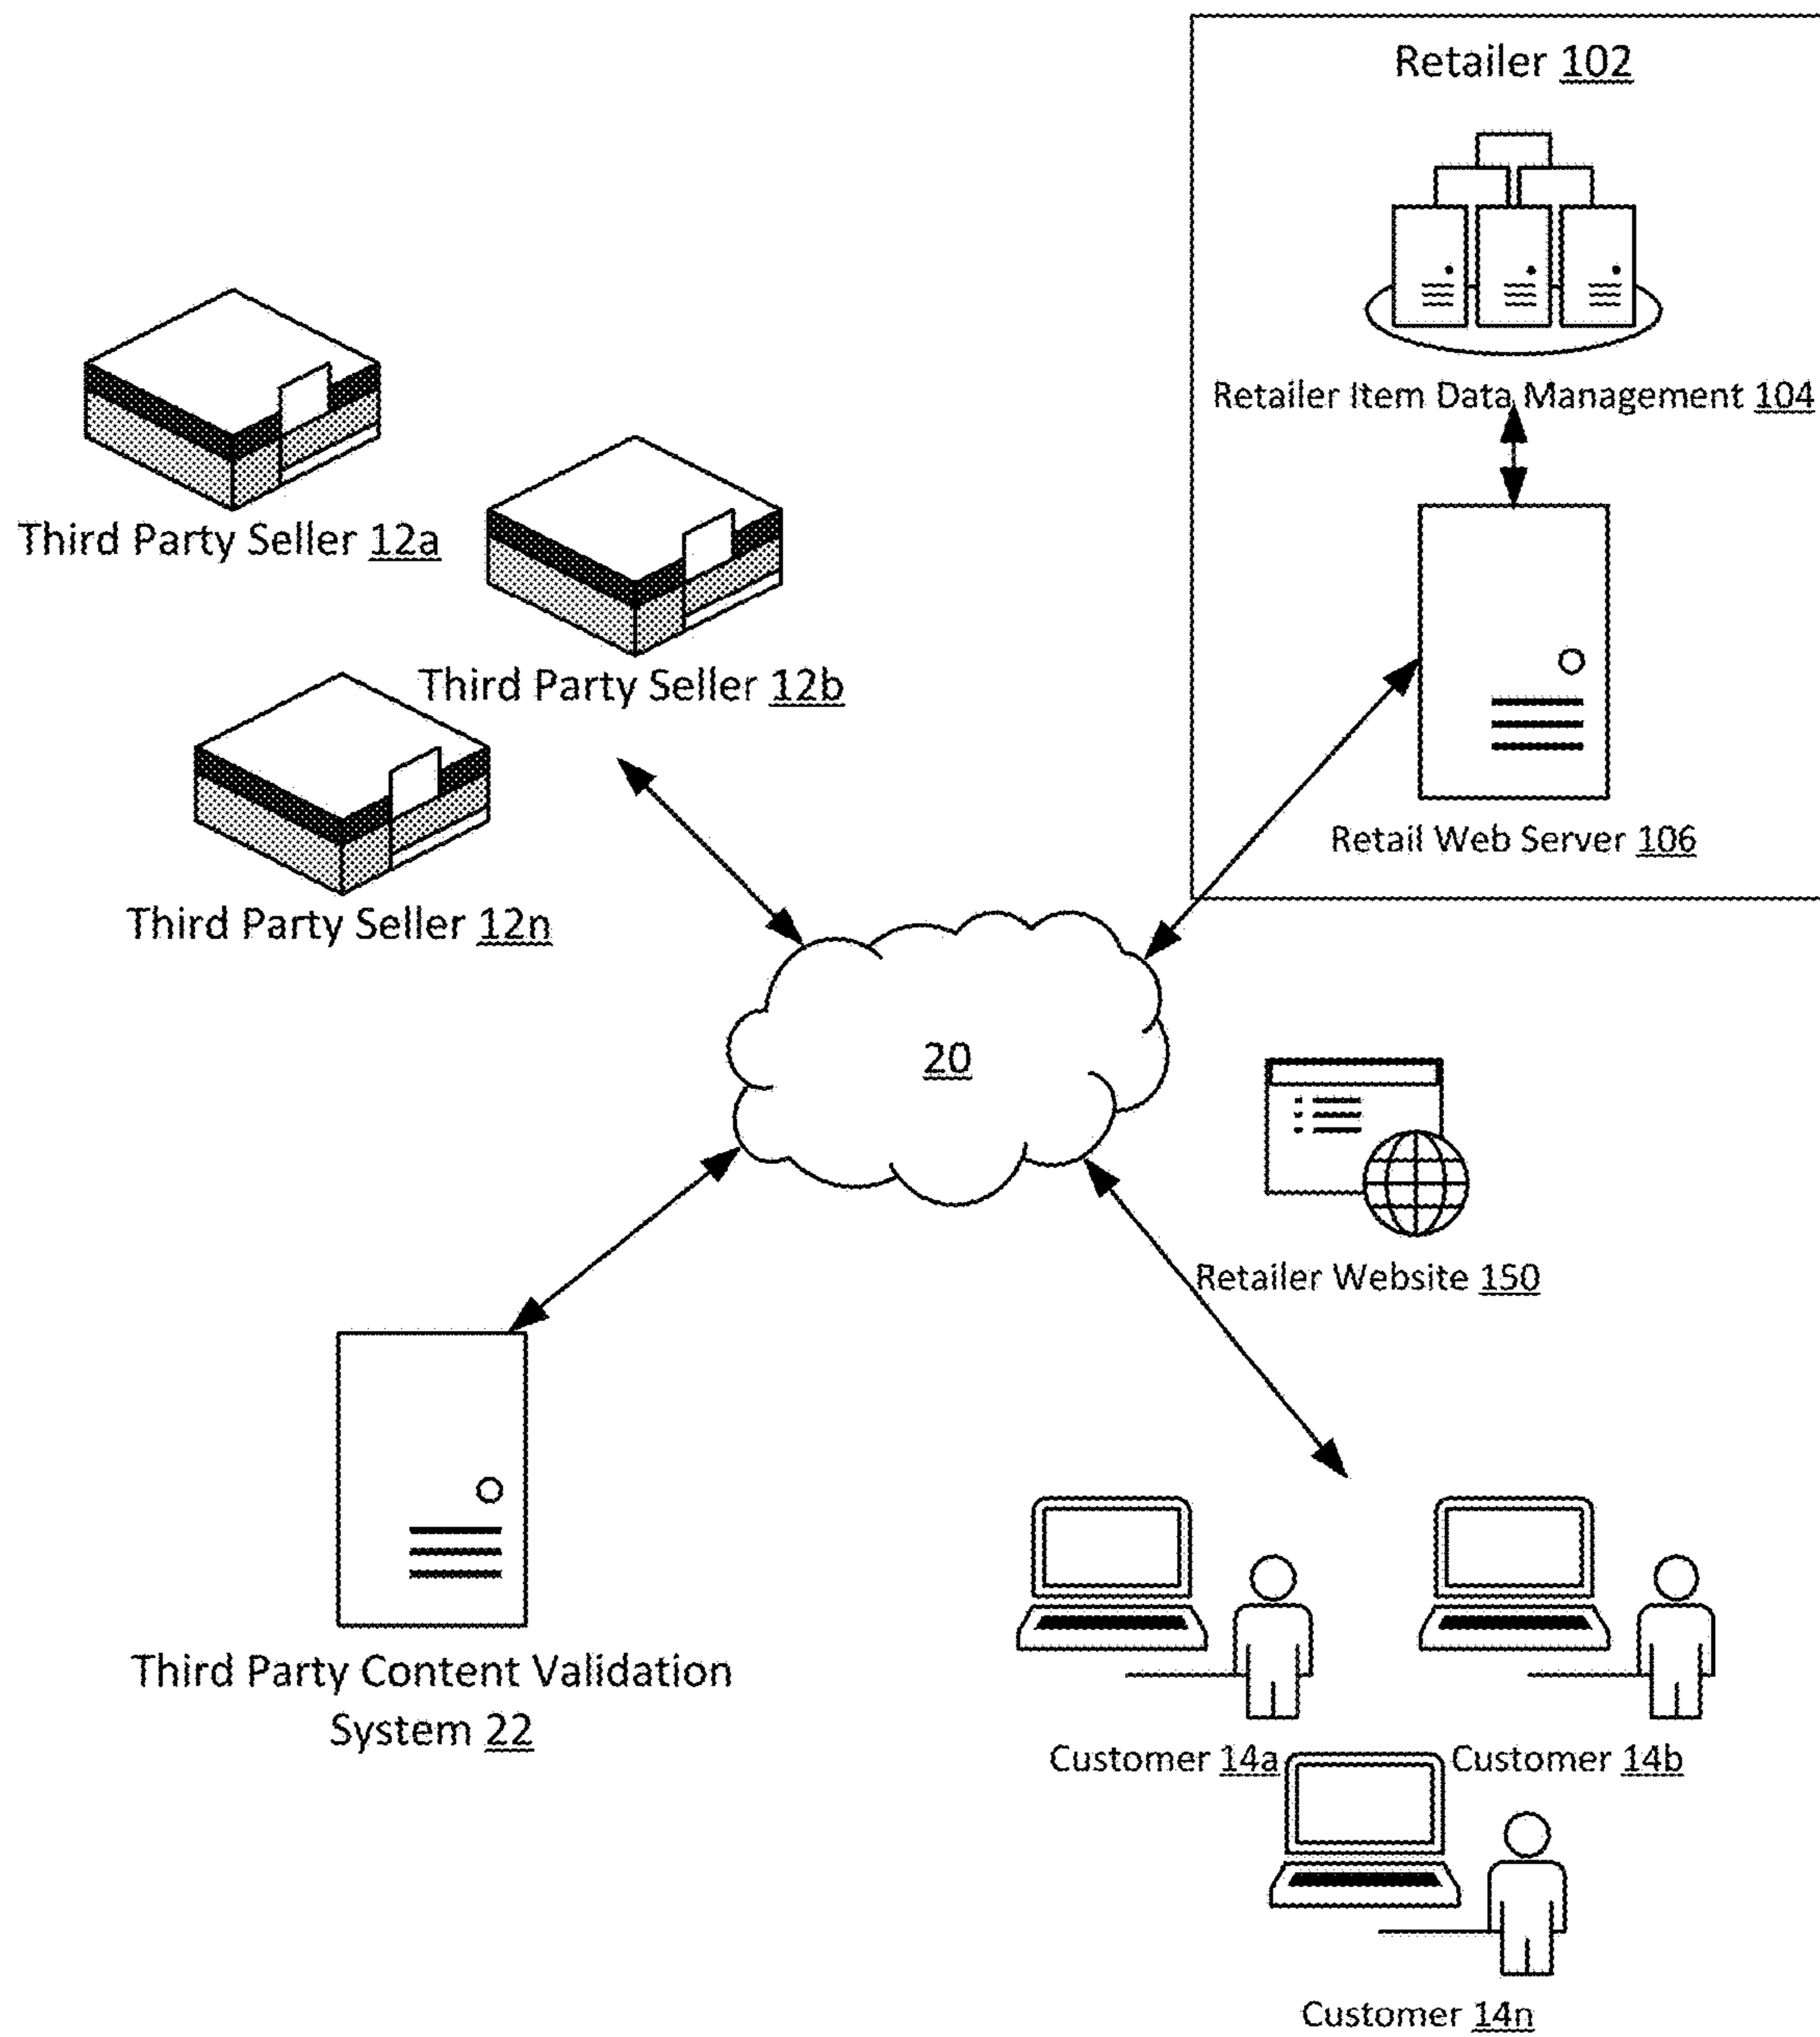 Retailer 102
Retailer Item Data Management 104
Third Party Seller 12a
Third Party Seller 12b
Retail Web Server 106
Third Party Seller 12n
20
Retailer Website 150
Third Party Content Validation
System 22
Customer 14a
Customer 14b
Customer 14n